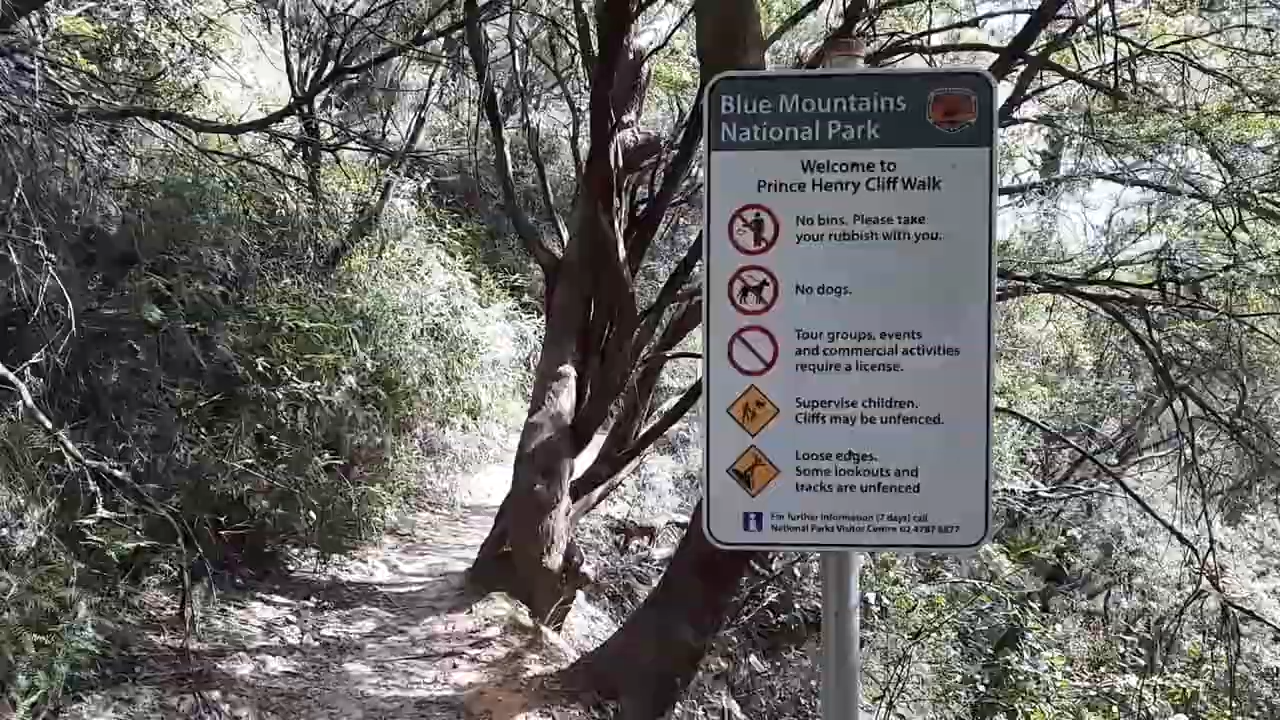 Blue Mountains
National Park
Welcome to
Prince Henry Cliff Walk
No bins. Please take
your rubbish with you.
No dogs.
Tour groups, events
and commercial activities
require a license.
Supervise children.
Cliffs may be unfenced.
Loose edges.
Some lookouts and
tracks are unfenced
For further information (7 days) call
National Parks Visitor Centre 02 4787 8877